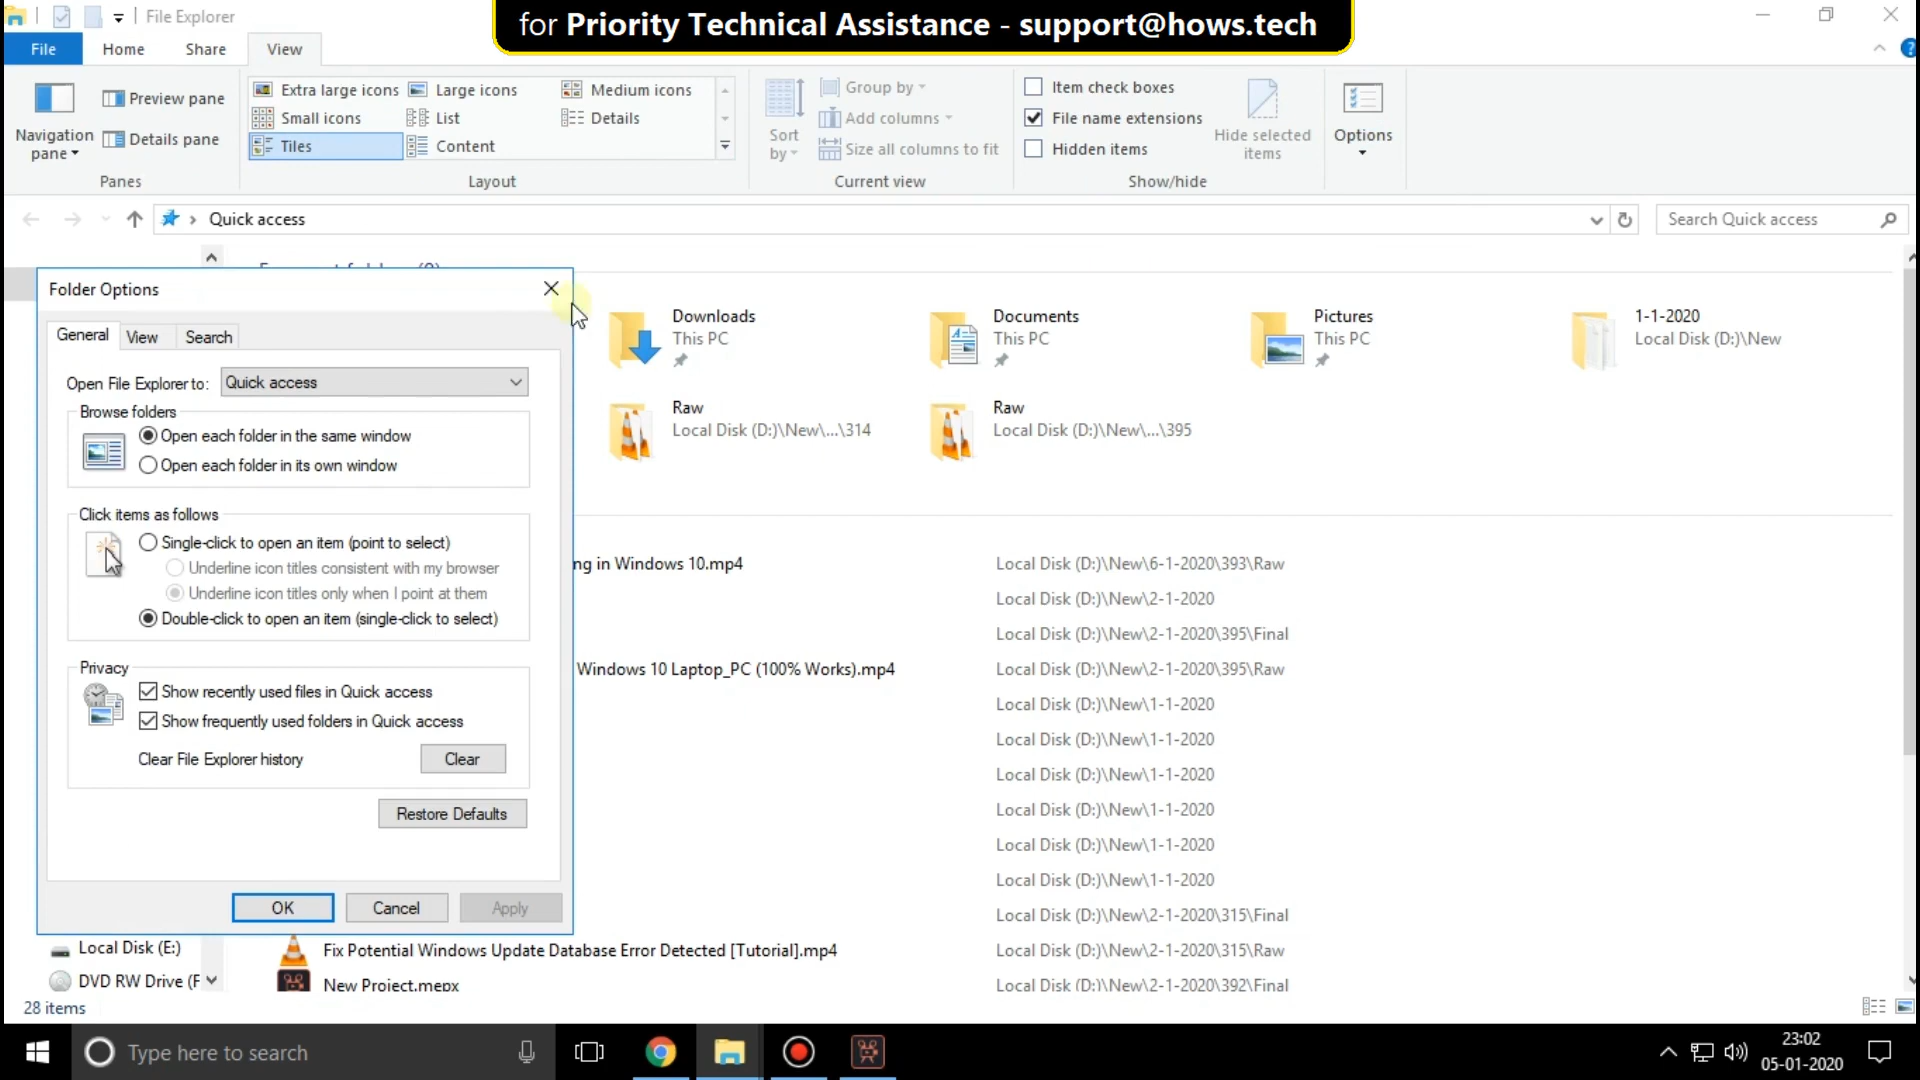 File Explorer
for Priority Technical Assistance - support@hows.tech
File
Home
Share
View
?
Navigation pane
Preview pane
Details pane
Panes
Extra large icons
Large icons
Medium icons
Small icons
List
Details
Tiles
Content
Layout
Sort by
Group by
Add columns
Size all columns to fit
Current view
Item check boxes
File name extensions
Hidden items
Hide selected items
Show/hide
Options
Quick access
Search Quick access
Folder Options
General
View
Search
Open File Explorer to:
Quick access
Browse folders
Open each folder in the same window
Open each folder in its own window
Click items as follows
Single-click to open an item (point to select)
Underline icon titles consistent with my browser
Underline icon titles only when I point at them
Double-click to open an item (single-click to select)
Privacy
Show recently used files in Quick access
Show frequently used folders in Quick access
Clear File Explorer history
Clear
Restore Defaults
OK
Cancel
Apply
Downloads
This PC
Documents
This PC
Pictures
This PC
1-1-2020
Local Disk (D:)\New
Raw
Local Disk (D:)\New\...\314
Raw
Local Disk (D:)\New\...\395
ng in Windows 10.mp4
Local Disk (D:)\New\6-1-2020\393\Raw
Local Disk (D:)\New\2-1-2020
Local Disk (D:)\New\2-1-2020\395\Final
Windows 10 Laptop_PC (100% Works).mp4
Local Disk (D:)\New\2-1-2020\395\Raw
Local Disk (D:)\New\1-1-2020
Local Disk (D:)\New\1-1-2020
Local Disk (D:)\New\1-1-2020
Local Disk (D:)\New\1-1-2020
Local Disk (D:)\New\1-1-2020
Local Disk (D:)\New\1-1-2020
Local Disk (D:)\New\2-1-2020\315\Final
Local Disk (E:)
Fix Potential Windows Update Database Error Detected [Tutorial].mp4
Local Disk (D:)\New\2-1-2020\315\Raw
DVD RW Drive (F
New Project.mepx
Local Disk (D:)\New\2-1-2020\392\Final
28 items
Type here to search
23:02
05-01-2020